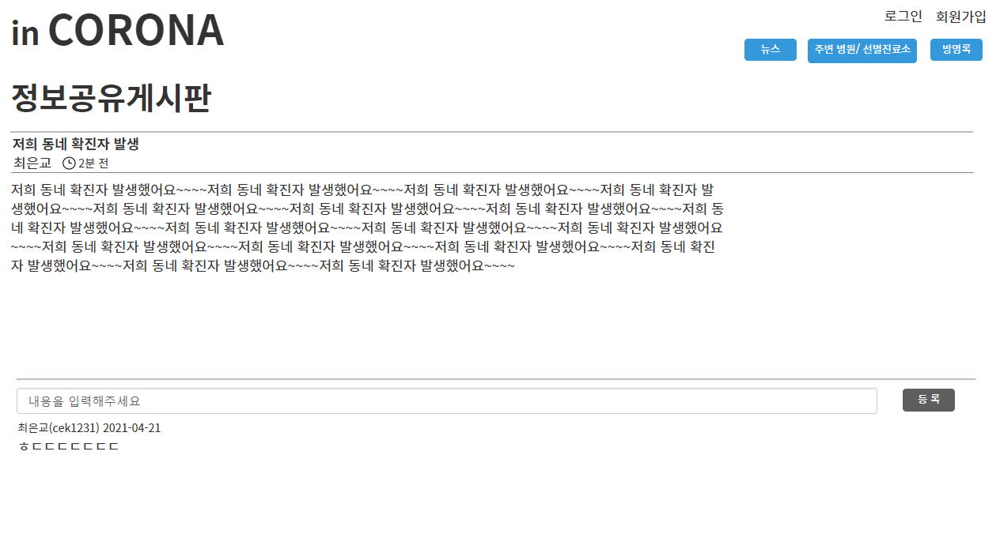 in CORONA
로그인 회원가입
뉴스 주변 병원/ 선별진료소 방명록
정보공유게시판
저희 동네 확진자 발생
최은교 2분 전
저희 동네 확진자 발생했어요~~~~저희 동네 확진자 발생했어요~~~~저희 동네 확진자 발생했어요~~~~저희 동네 확진자 발
생했어요~~~~저희 동네 확진자 발생했어요~~~~저희 동네 확진자 발생했어요~~~~저희 동네 확진자 발생했어요~~~~저희 동
네 확진자 발생했어요~~~~저희 동네 확진자 발생했어요~~~~저희 동네 확진자 발생했어요~~~~저희 동네 확진자 발생했어요
~~~~저희 동네 확진자 발생했어요~~~~저희 동네 확진자 발생했어요~~~~저희 동네 확진자 발생했어요~~~~저희 동네 확진
자 발생했어요~~~~저희 동네 확진자 발생했어요~~~~저희 동네 확진자 발생했어요~~~~
내용을 입력해주세요 등 록
최은교(cek1231) 2021-04-21
ㅎㄷㄷㄷㄷㄷㄷㄷ